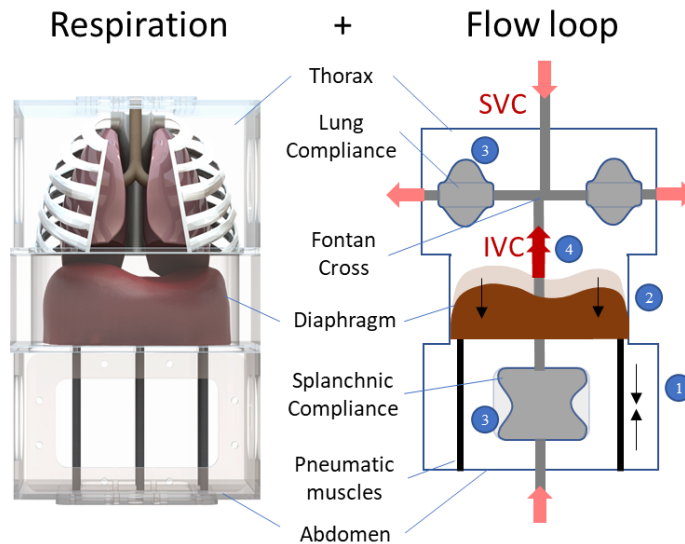 Respiration + Flow loop
Thorax
SVC
Lung
Compliance
3
Fontan
Cross
IVC
4
Diaphragm
2
Splanchnic
Compliance
1
3
Pneumatic
muscles
Abdomen